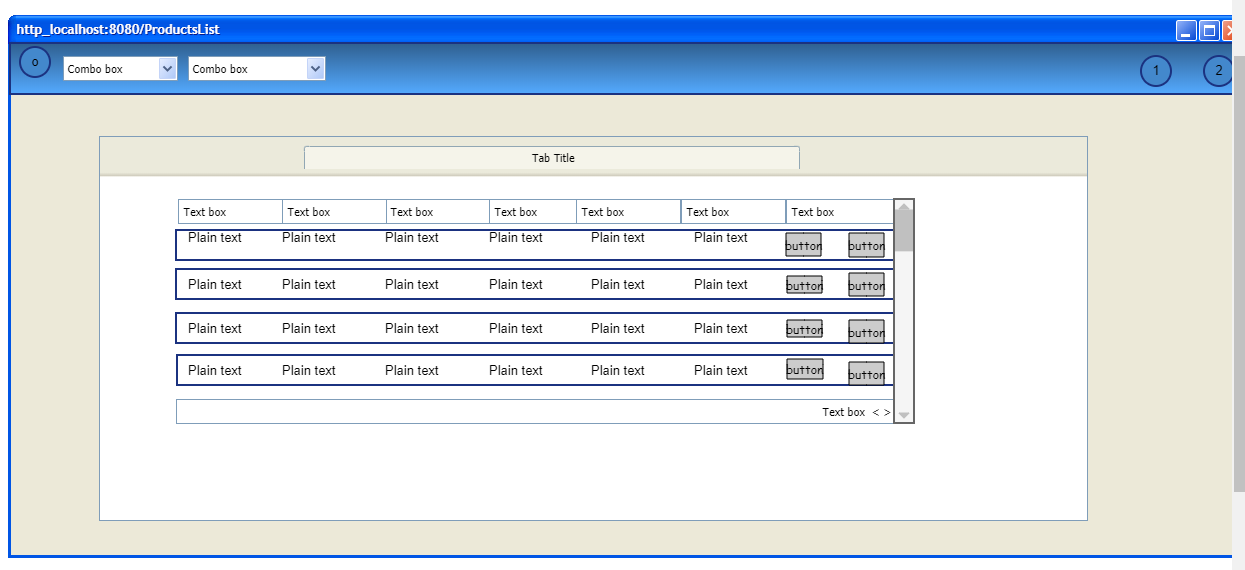 http_localhost:8080/ProductsList
o Combo box Combo box 1 2
Tab Title
Text box Text box Text box Text box Text box Text box Text box
Plain text Plain text Plain text Plain text Plain text Plain text button button
Plain text Plain text Plain text Plain text Plain text Plain text button button
Plain text Plain text Plain text Plain text Plain text Plain text button button
Plain text Plain text Plain text Plain text Plain text Plain text button button
Text box < >